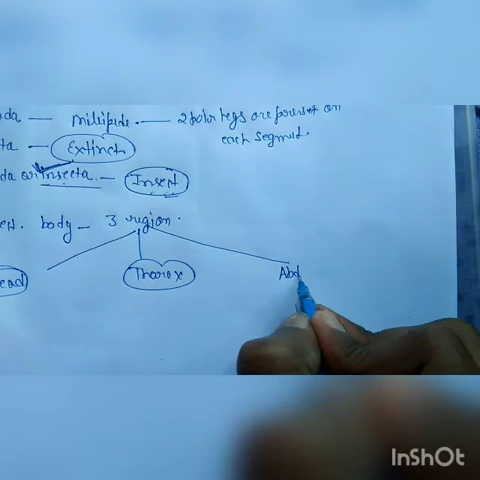 da — Milipede. — 2 pair legs are present on
each segment.
ta — Extinct
da or insecta — Insect
body — 3 region.
ead Thorax Abd
InShOt